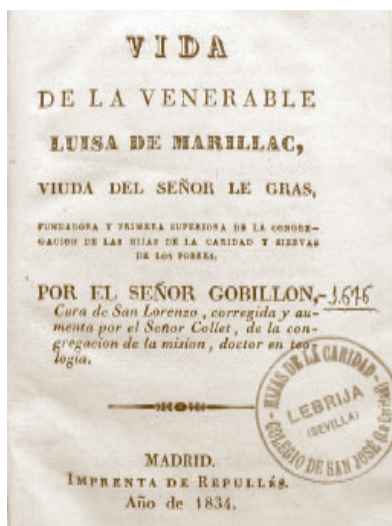 VIDA
DE LA VENERABLE
LUISA DE MARILLAC,
VIUDA DEL SEÑOR LE GRAS,
FUNDADORA Y PRIMERA SUPERIORA DE LA CONGRE-
GACION DE LAS HIJAS DE LA CARIDAD Y SIERVAS
DE LOS POBRES.
POR EL SEÑOR GOBILLON, 1.676
Cura de San Lorenzo, corregida y au-
menta por el Señor Collet, de la con-
gregacion de la mision, doctor en teo
logia.
HIJAS DE LA CARIDAD
LEBRIJA
(SEVILLA)
COLEGIO DE SAN JOSÉ
MADRID.
IMPRENTA DE REPULLÉS.
Año de 1834.